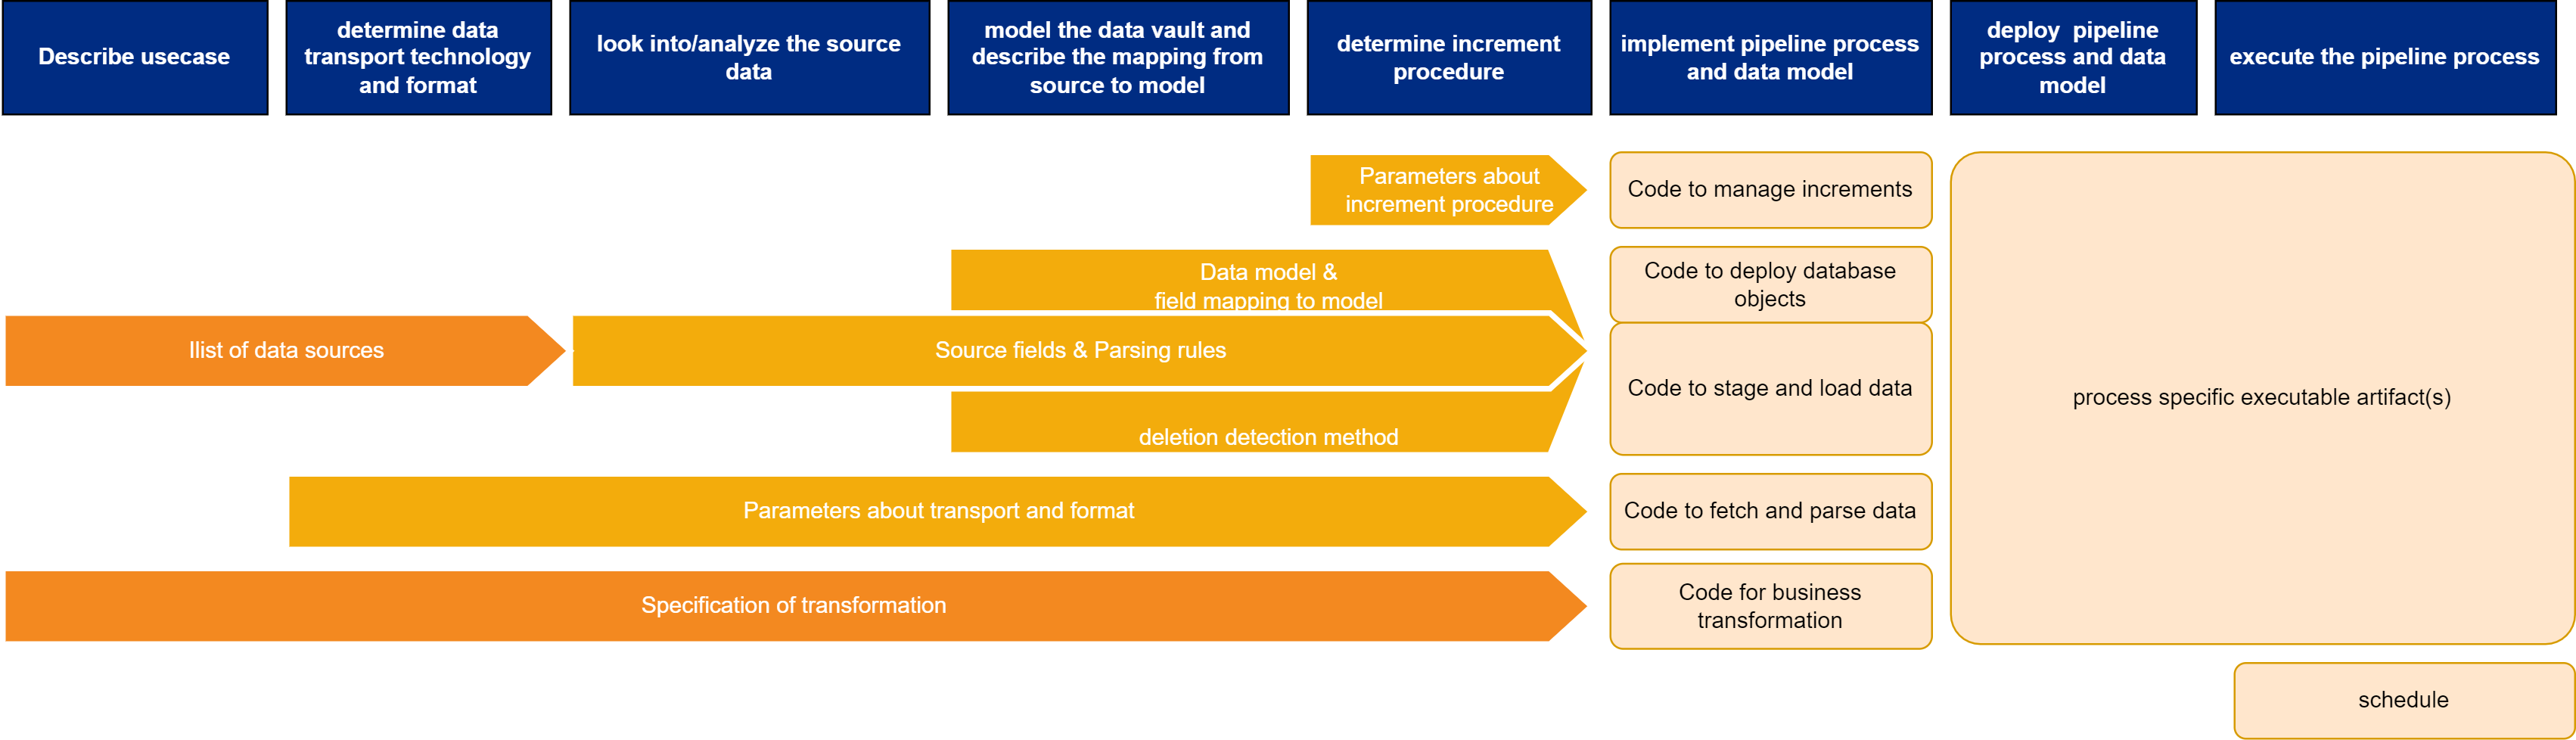 Describe usecase
determine data
transport technology
and format
look into/analyze the source
data
model the data vault and
describe the mapping from
source to model
determine increment
procedure
implement pipeline process
and data model
deploy  pipeline
process and data
model
execute the pipeline process
Parameters about
increment procedure
Code to manage increments
Data model &
field mapping to model
Code to deploy database
objects
llist of data sources
Source fields & Parsing rules
Code to stage and load data
process specific executable artifact(s)
deletion detection method
Parameters about transport and format
Code to fetch and parse data
Specification of transformation
Code for business
transformation
schedule